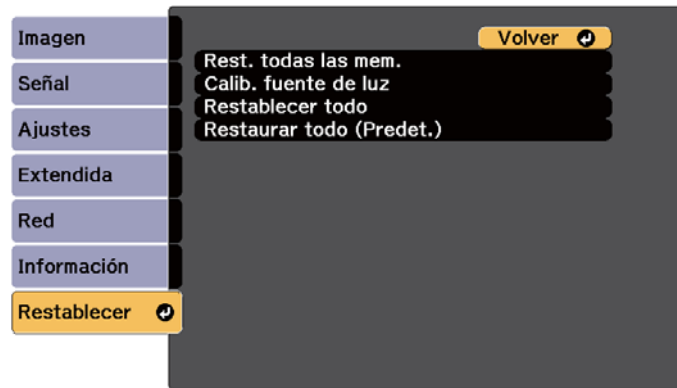 Imagen
Señal
Ajustes
Extendida
Red
Información
Restablecer
Volver
Rest. todas las mem.
Calib. fuente de luz
Restablecer todo
Restaurar todo (Predet.)